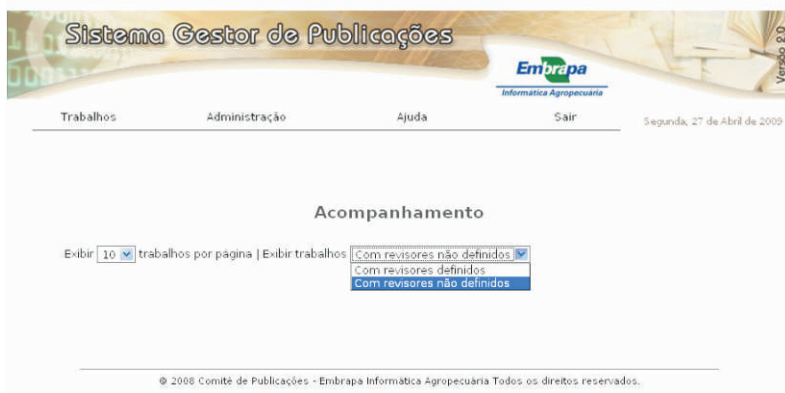 Sistema Gestor de Publicações
Versão 2.0
Embrapa
Informática Agropecuária
Trabalhos Administração Ajuda Sair
Segunda, 27 de Abril de 2009
Acompanhamento
Exibir 10 trabalhos por página | Exibir trabalhos Com revisores não definidos
Com revisores definidos
Com revisores não definidos
© 2008 Comitê de Publicações - Embrapa Informática Agropecuária Todos os direitos reservados.